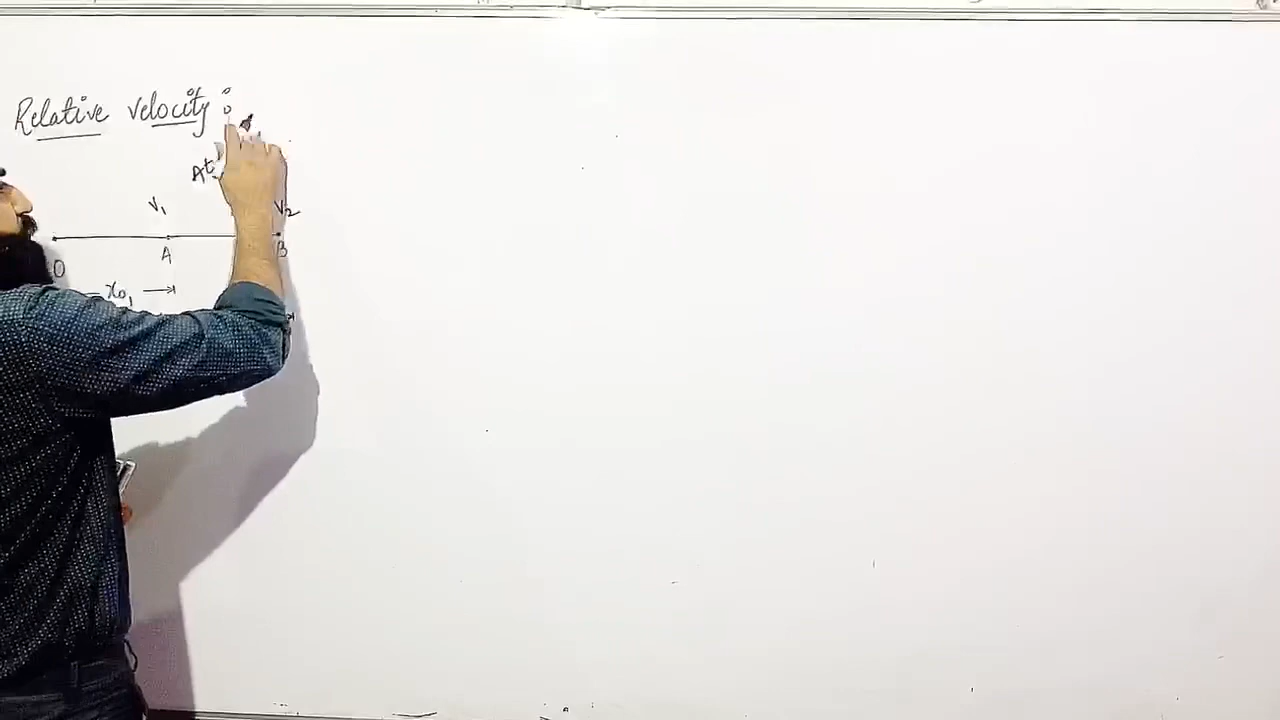 Relative velocity :
At
V₁ V₂
O A B
x₀₁